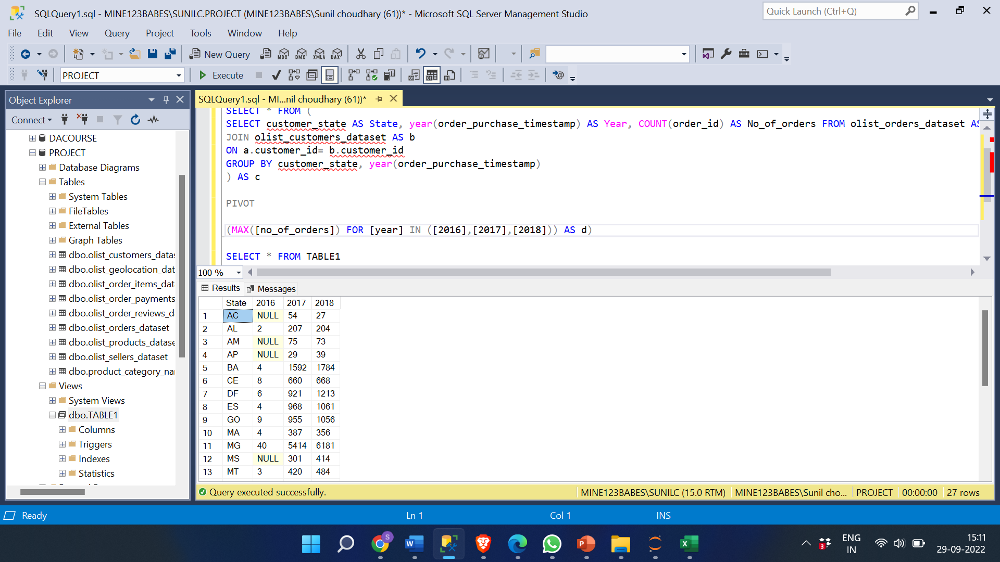 SQLQuery1.sql - MINE123BABES\SUNILC.PROJECT (MINE123BABES\Sunil choudhary (61))* - Microsoft SQL Server Management Studio
Quick Launch (Ctrl+Q)
File Edit View Query Project Tools Window Help
New Query MDX DMX XMLA DAX
PROJECT Execute
Object Explorer
SQLQuery1.sql - MI...nil choudhary (61))*
Connect
DACOURSE
PROJECT
Database Diagrams
Tables
System Tables
FileTables
External Tables
Graph Tables
dbo.olist_customers_datas
dbo.olist_geolocation_dat
dbo.olist_order_items_dat
dbo.olist_order_payments
dbo.olist_order_reviews_d
dbo.olist_orders_dataset
dbo.olist_products_datase
dbo.olist_sellers_dataset
dbo.product_category_nai
Views
System Views
dbo.TABLE1
Columns
Triggers
Indexes
Statistics
SELECT * FROM (
SELECT customer_state AS State, year(order_purchase_timestamp) AS Year, COUNT(order_id) AS No_of_orders FROM olist_orders_dataset AS
JOIN olist_customers_dataset AS b
ON a.customer_id= b.customer_id
GROUP BY customer_state, year(order_purchase_timestamp)
) AS c
PIVOT
(MAX([no_of_orders]) FOR [year] IN ([2016],[2017],[2018])) AS d)
SELECT * FROM TABLE1
100 %
Results Messages
State 2016 2017 2018
1 AC NULL 54 27
2 AL 2 207 204
3 AM NULL 75 73
4 AP NULL 29 39
5 BA 4 1592 1784
6 CE 8 660 668
7 DF 6 921 1213
8 ES 4 968 1061
9 GO 9 955 1056
10 MA 4 387 356
11 MG 40 5414 6181
12 MS NULL 301 414
13 MT 3 420 484
Query executed successfully. MINE123BABES\SUNILC (15.0 RTM) MINE123BABES\Sunil cho... PROJECT 00:00:00 27 rows
Ready Ln 1 Col 1 INS
S W P X 3
ENG
IN
15:11
29-09-2022